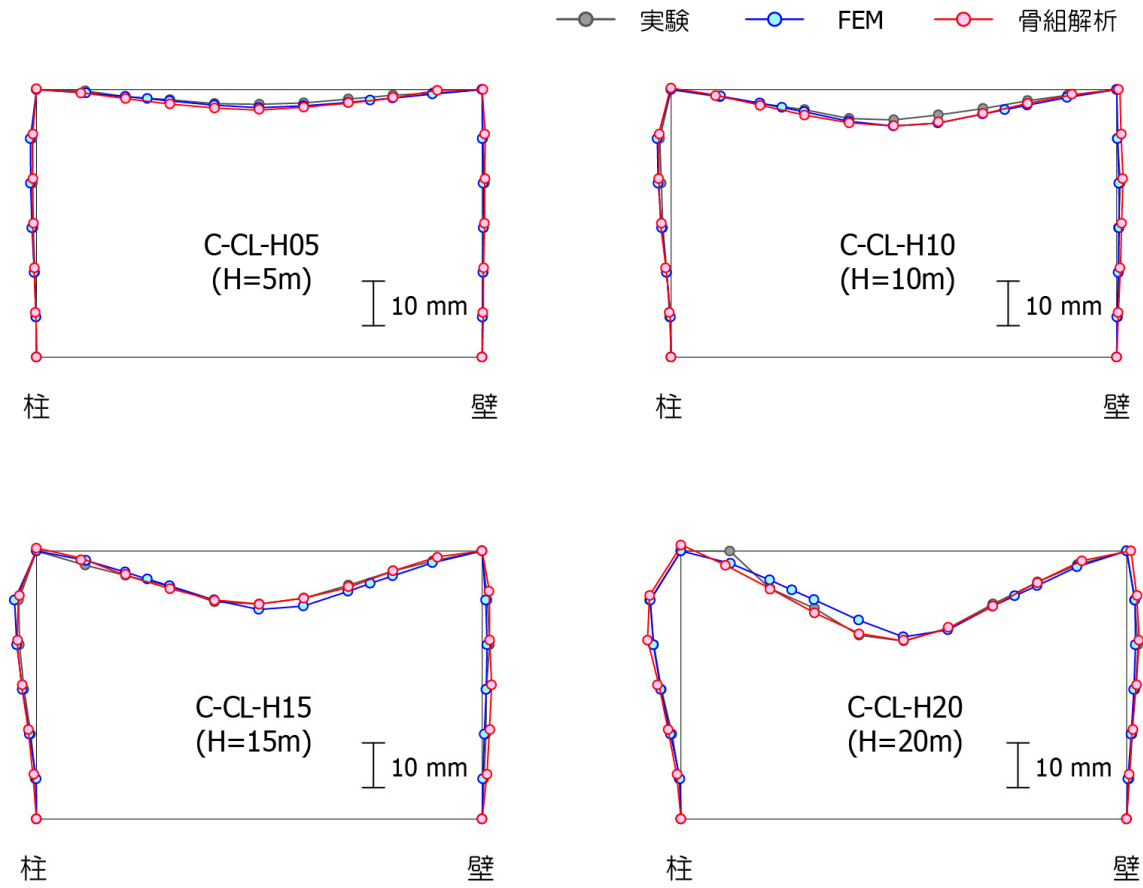 実験 FEM 骨組解析
C-CL-H05
(H=5m)
10 mm
柱 壁
C-CL-H10
(H=10m)
10 mm
柱 壁
C-CL-H15
(H=15m)
10 mm
柱 壁
C-CL-H20
(H=20m)
10 mm
柱 壁